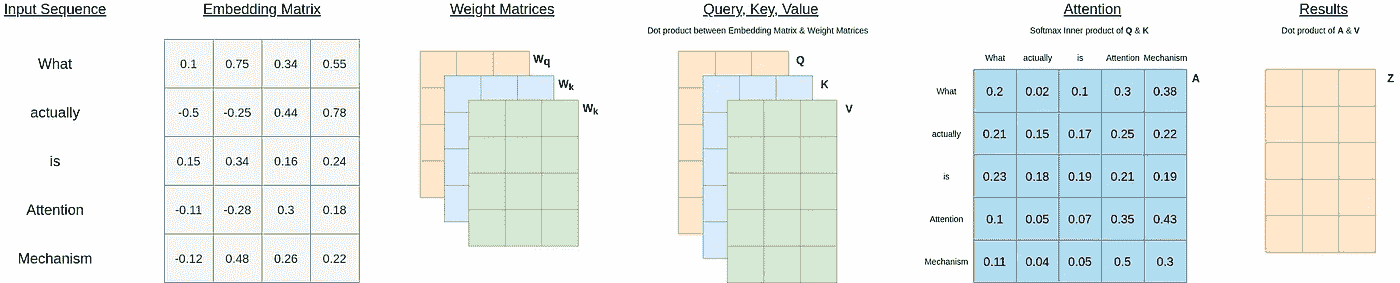 Input Sequence Embedding Matrix Weight Matrices Query, Key, Value Attention Results
Dot product between Embedding Matrix & Weight Matrices Softmax Inner product of Q & K Dot product of A & V
What actually is Attention Mechanism
What 0.1 0.75 0.34 0.55
actually -0.5 -0.25 0.44 0.78
is 0.15 0.34 0.16 0.24
Attention -0.11 -0.28 0.3 0.18
Mechanism -0.12 0.48 0.26 0.22
Wq
Wk
Wk
Q
K
V
What 0.2 0.02 0.1 0.3 0.38
actually 0.21 0.15 0.17 0.25 0.22
is 0.23 0.18 0.19 0.21 0.19
Attention 0.1 0.05 0.07 0.35 0.43
Mechanism 0.11 0.04 0.05 0.5 0.3
A
Z